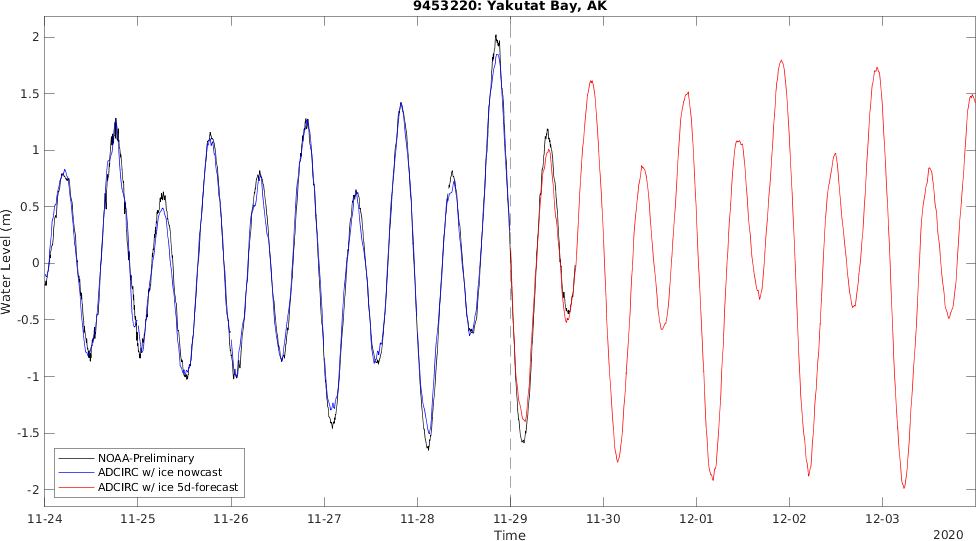 9453220: Yakutat Bay, AK
Water Level (m)
2
1.5
1
0.5
0
-0.5
-1
-1.5
-2
NOAA-Preliminary
ADCIRC w/ ice nowcast
ADCIRC w/ ice 5d-forecast
11-24 11-25 11-26 11-27 11-28 11-29 11-30 12-01 12-02 12-03
Time
2020